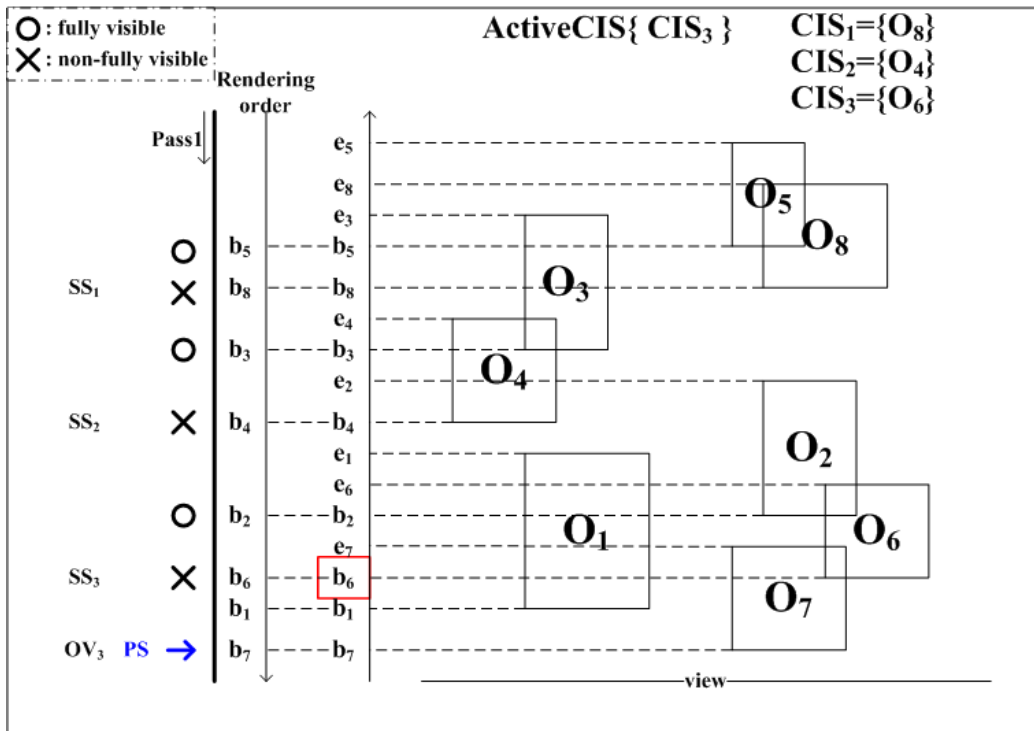 : fully visible
: non-fully visible
ActiveCIS{ CIS₃ }
CIS₁={O₈}
CIS₂={O₄}
CIS₃={O₆}
Rendering
order
Pass1
e₅
e₈
O₅
e₃
b₅ b₅
O₈
SS₁ b₈ b₈
O₃
e₄
b₃ b₃
O₄
e₂
SS₂ b₄ b₄
e₁
O₂
e₆
b₂ b₂
O₁ O₆
e₇
SS₃ b₆ b₆
O₇
b₁ b₁
OV₃ PS b₇ b₇
view